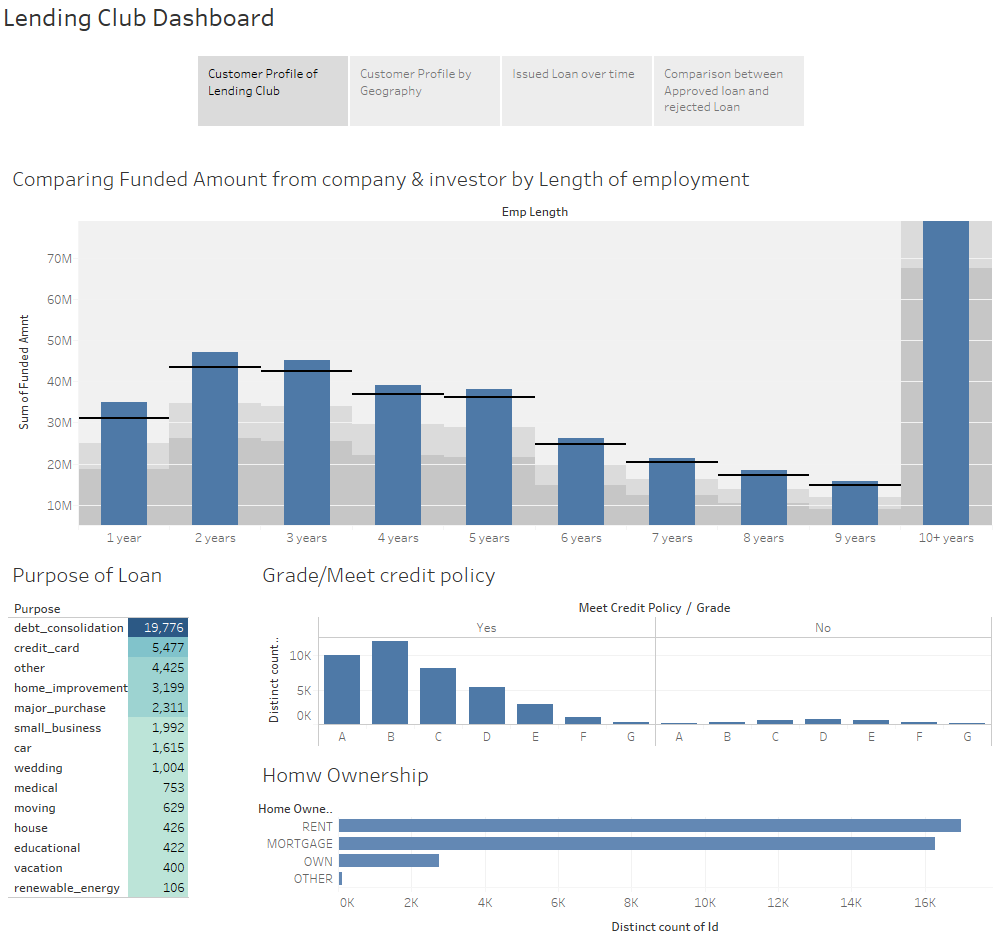 Lending Club Dashboard
Customer Profile of
Lending Club
Customer Profile by
Geography
Issued Loan over time
Comparison between
Approved loan and
rejected Loan
Comparing Funded Amount from company & investor by Length of employment
Emp Length
Sum of Funded Amnt
70M
60M
50M
40M
30M
20M
10M
1 year
2 years
3 years
4 years
5 years
6 years
7 years
8 years
9 years
10+ years
Purpose of Loan
Purpose
debt_consolidation 19,776
credit_card 5,477
other 4,425
home_improvement 3,199
major_purchase 2,311
small_business 1,992
car 1,615
wedding 1,004
medical 753
moving 629
house 426
educational 422
vacation 400
renewable_energy 106
Grade/Meet credit policy
Meet Credit Policy / Grade
Yes
No
Distinct count..
10K
5K
0K
A B C D E F G
A B C D E F G
Homw Ownership
Home Owne..
RENT
MORTGAGE
OWN
OTHER
0K 2K 4K 6K 8K 10K 12K 14K 16K
Distinct count of Id